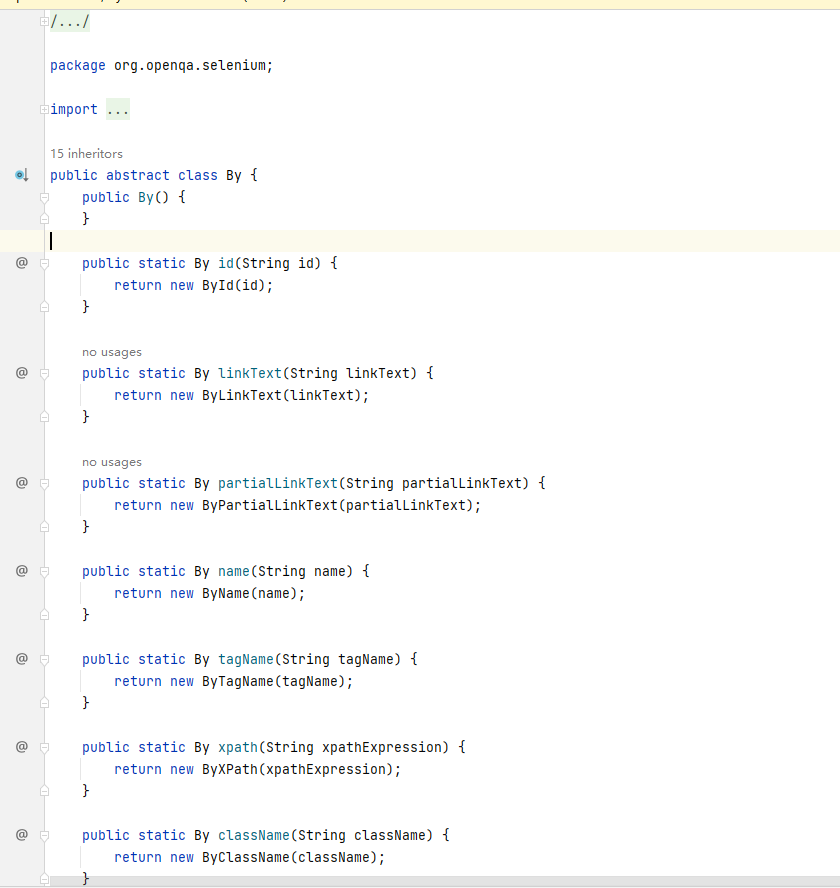 /.../
package org.openqa.selenium;
import ...
15 inheritors
public abstract class By {
public By() {
}
@ public static By id(String id) {
return new ById(id);
}
no usages
@ public static By linkText(String linkText) {
return new ByLinkText(linkText);
}
no usages
@ public static By partialLinkText(String partialLinkText) {
return new ByPartialLinkText(partialLinkText);
}
@ public static By name(String name) {
return new ByName(name);
}
@ public static By tagName(String tagName) {
return new ByTagName(tagName);
}
@ public static By xpath(String xpathExpression) {
return new ByXPath(xpathExpression);
}
@ public static By className(String className) {
return new ByClassName(className);
}